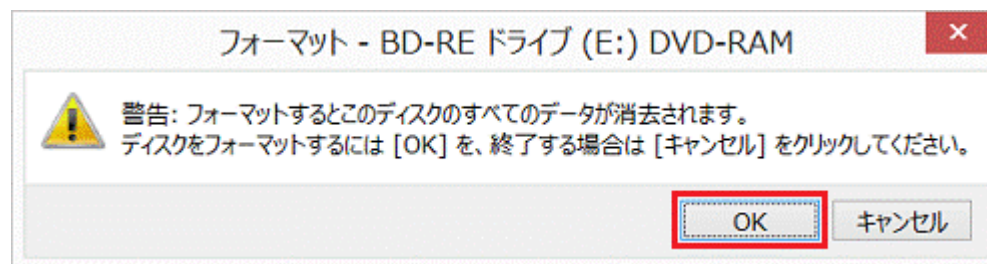 フォーマット - BD-RE ドライブ (E:) DVD-RAM
警告: フォーマットするとこのディスクのすべてのデータが消去されます。
ディスクをフォーマットするには [OK] を、終了する場合は [キャンセル] をクリックしてください。
OK
キャンセル